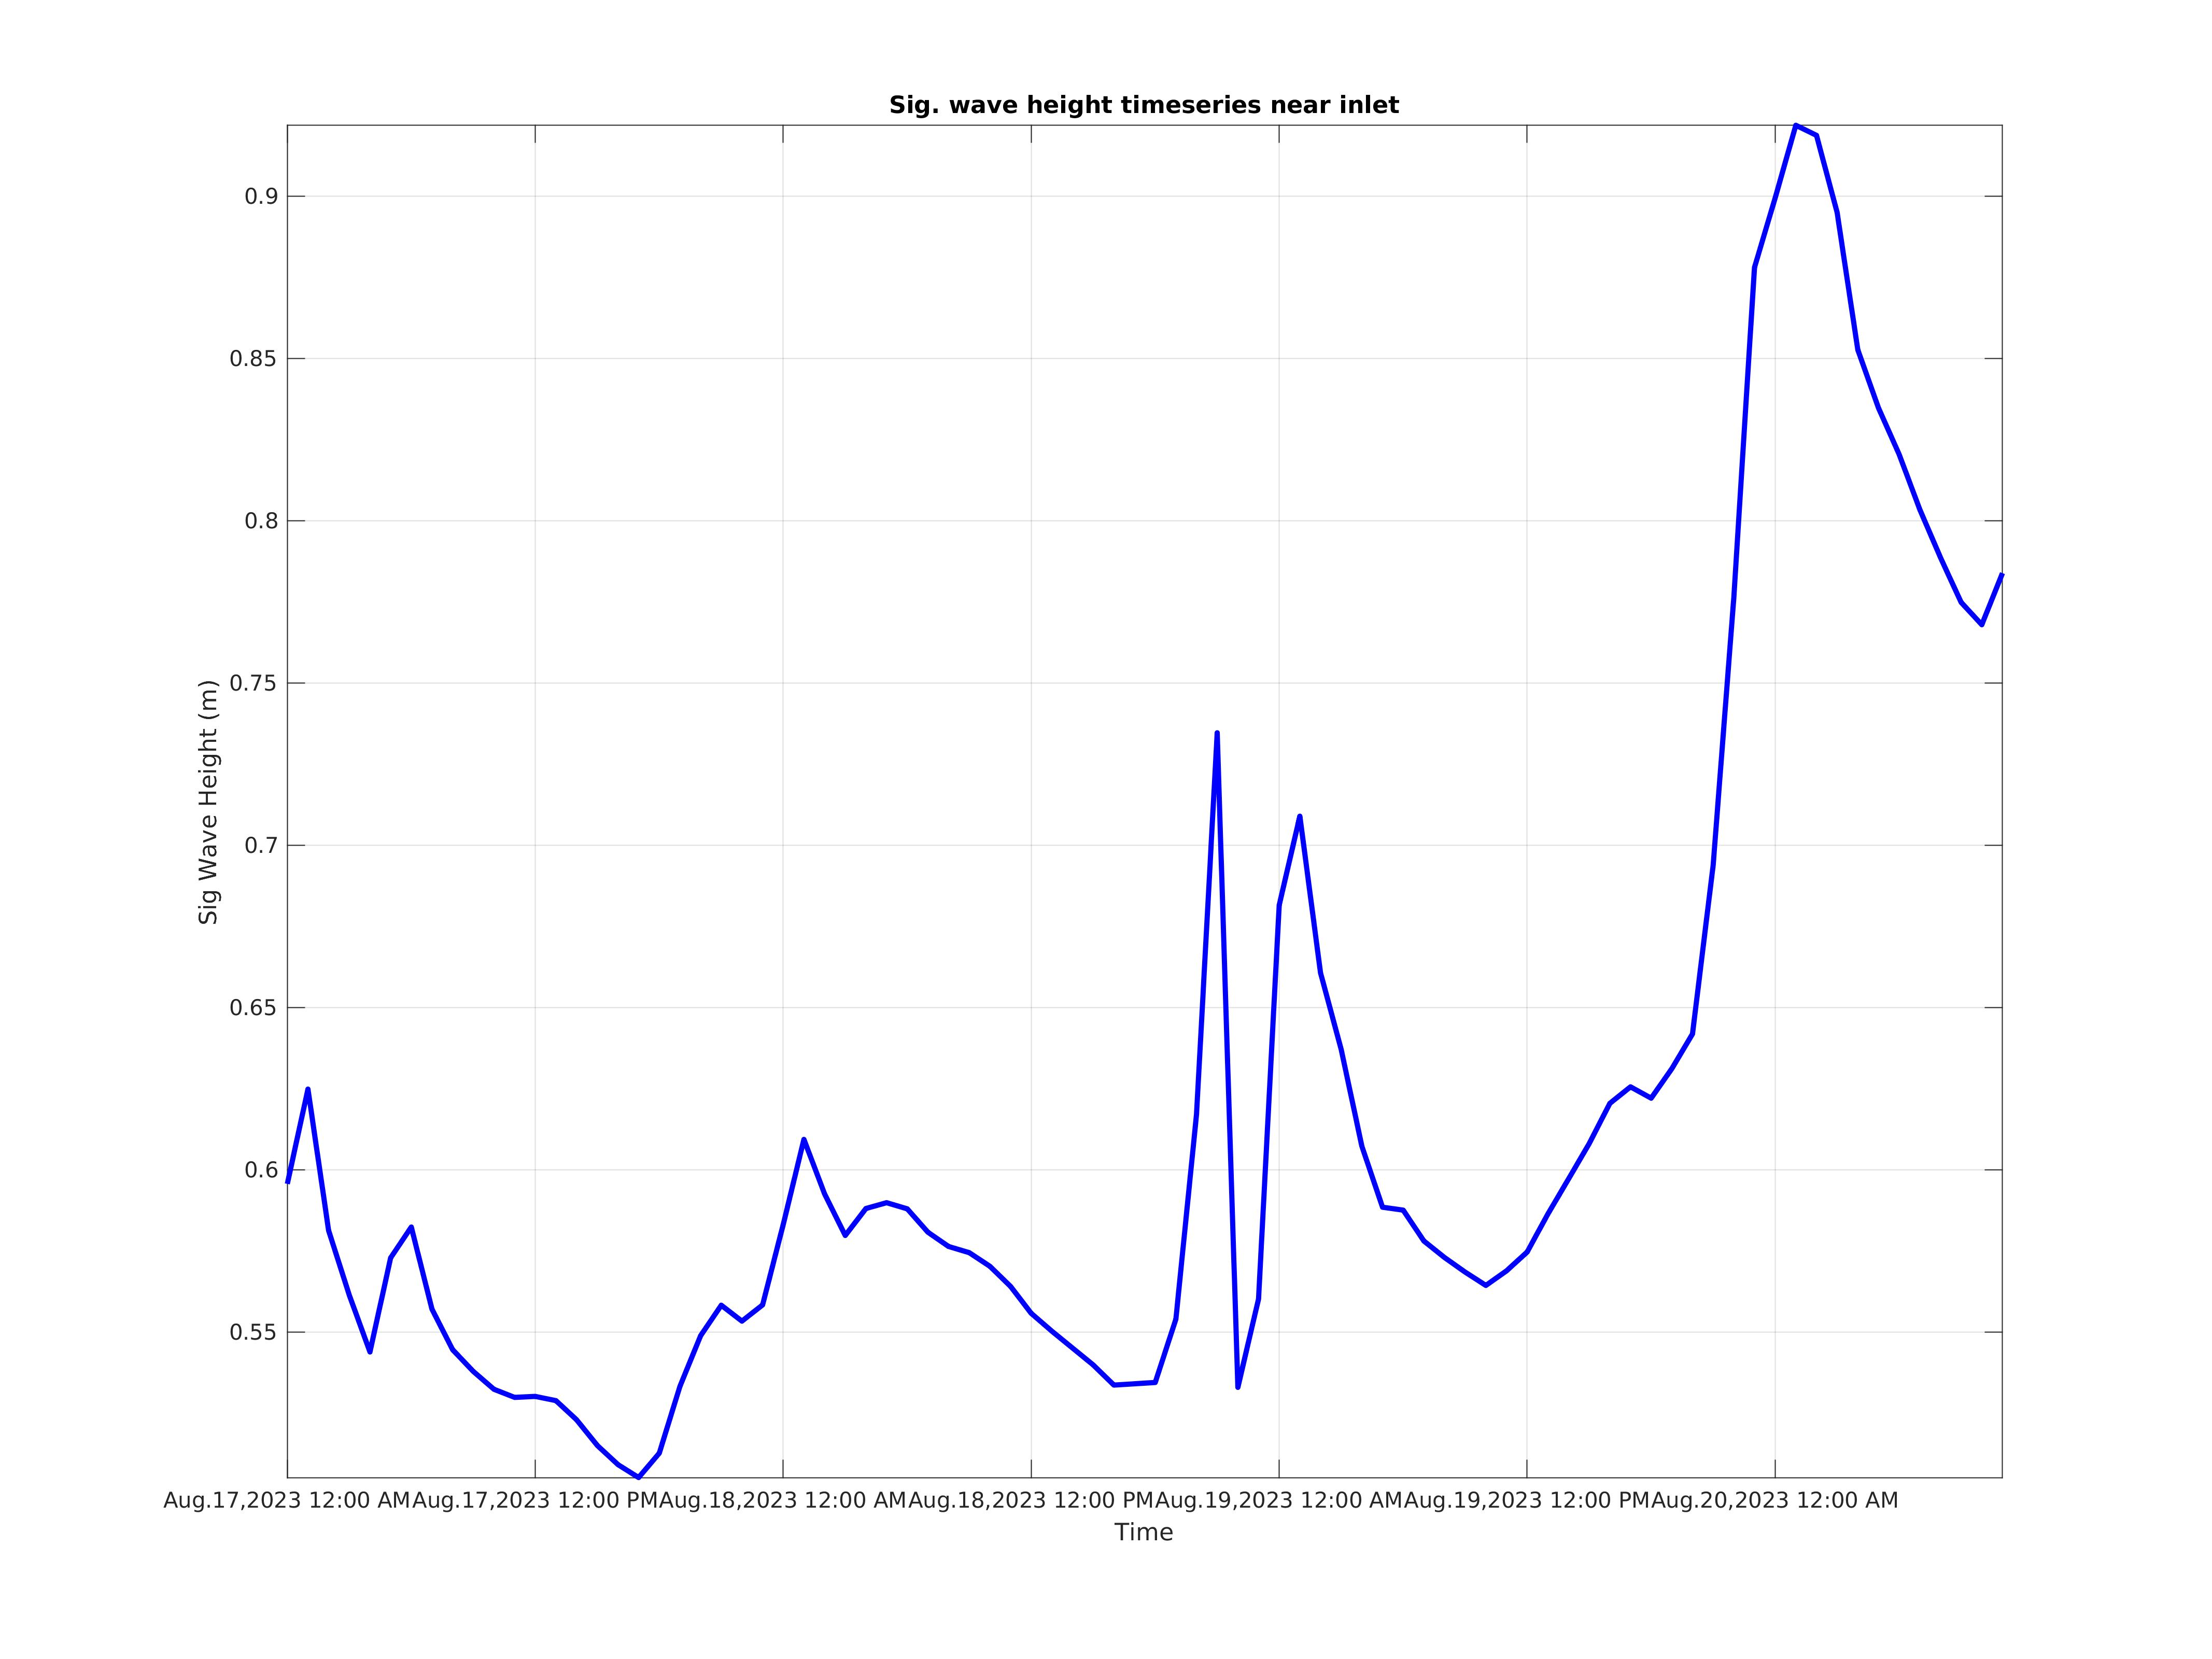 Sig. wave height timeseries near inlet
0.9
0.85
0.8
0.75
0.7
0.65
0.6
0.55
Sig Wave Height (m)
Aug.17,2023 12:00 AM Aug.17,2023 12:00 PM Aug.18,2023 12:00 AM Aug.18,2023 12:00 PM Aug.19,2023 12:00 AM Aug.19,2023 12:00 PM Aug.20,2023 12:00 AM
Time